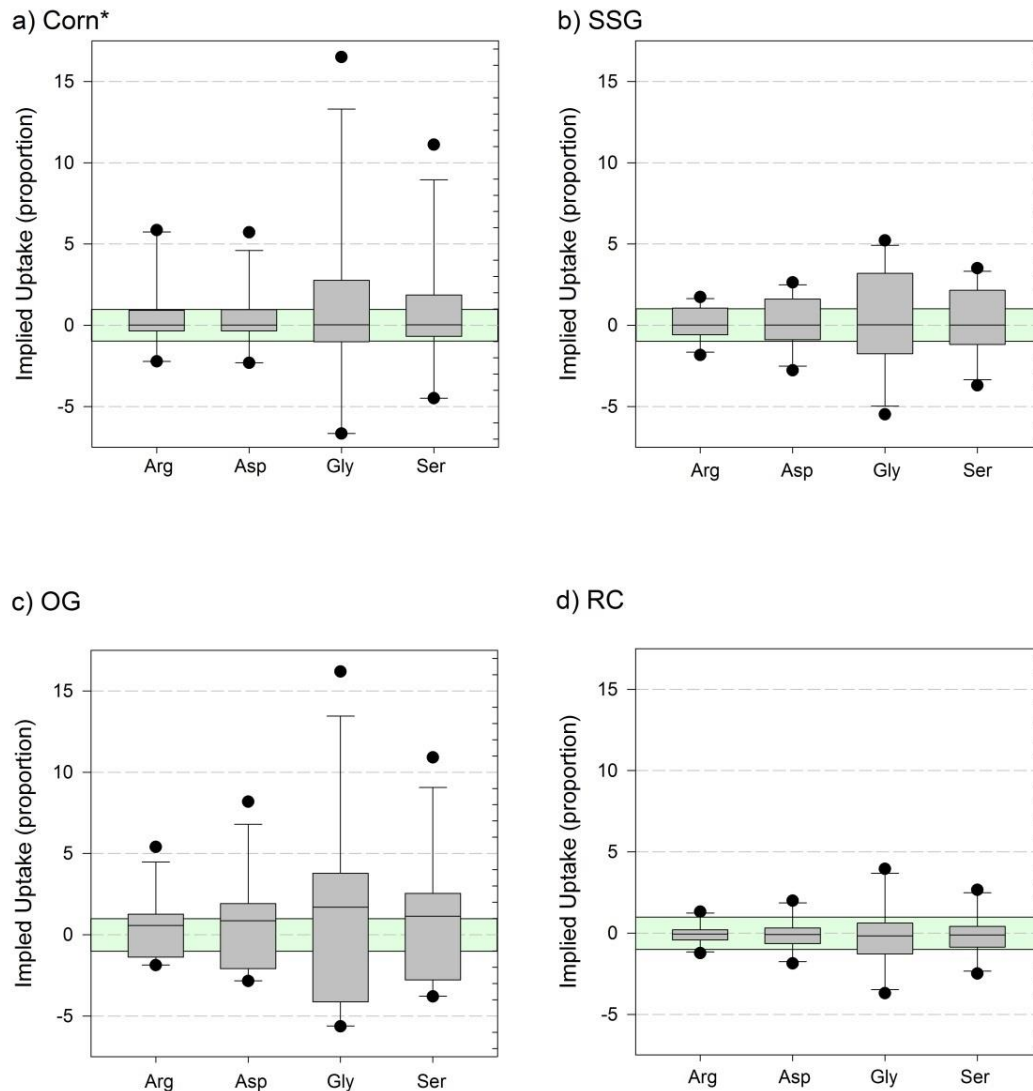 a) Corn*
Implied Uptake (proportion)
15
10
5
0
-5
Arg Asp Gly Ser
b) SSG
Implied Uptake (proportion)
15
10
5
0
-5
Arg Asp Gly Ser
c) OG
Impled Uptake (proportion)
15
10
5
0
-5
Arg Asp Gly Ser
d) RC
Implied Uptake (proportion)
15
10
5
0
-5
Arg Asp Gly Ser